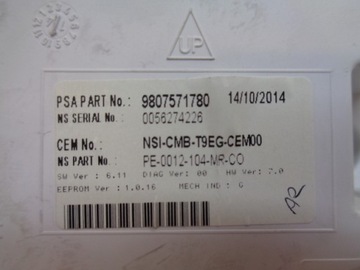 UP
PSA PART No.: 9807571780 14/10/2014
NS SERIAL No.: 0056274226
CEM No.: NSI-CMB-T9EG-CEM00
NS PART No.: PE-0012-104-MR-CO
SW Ver : 6.11 DIAG Ver: 00 HW Ver: 7.0
EEPROM Ver : 1.0.16 MECH IND : G
AR